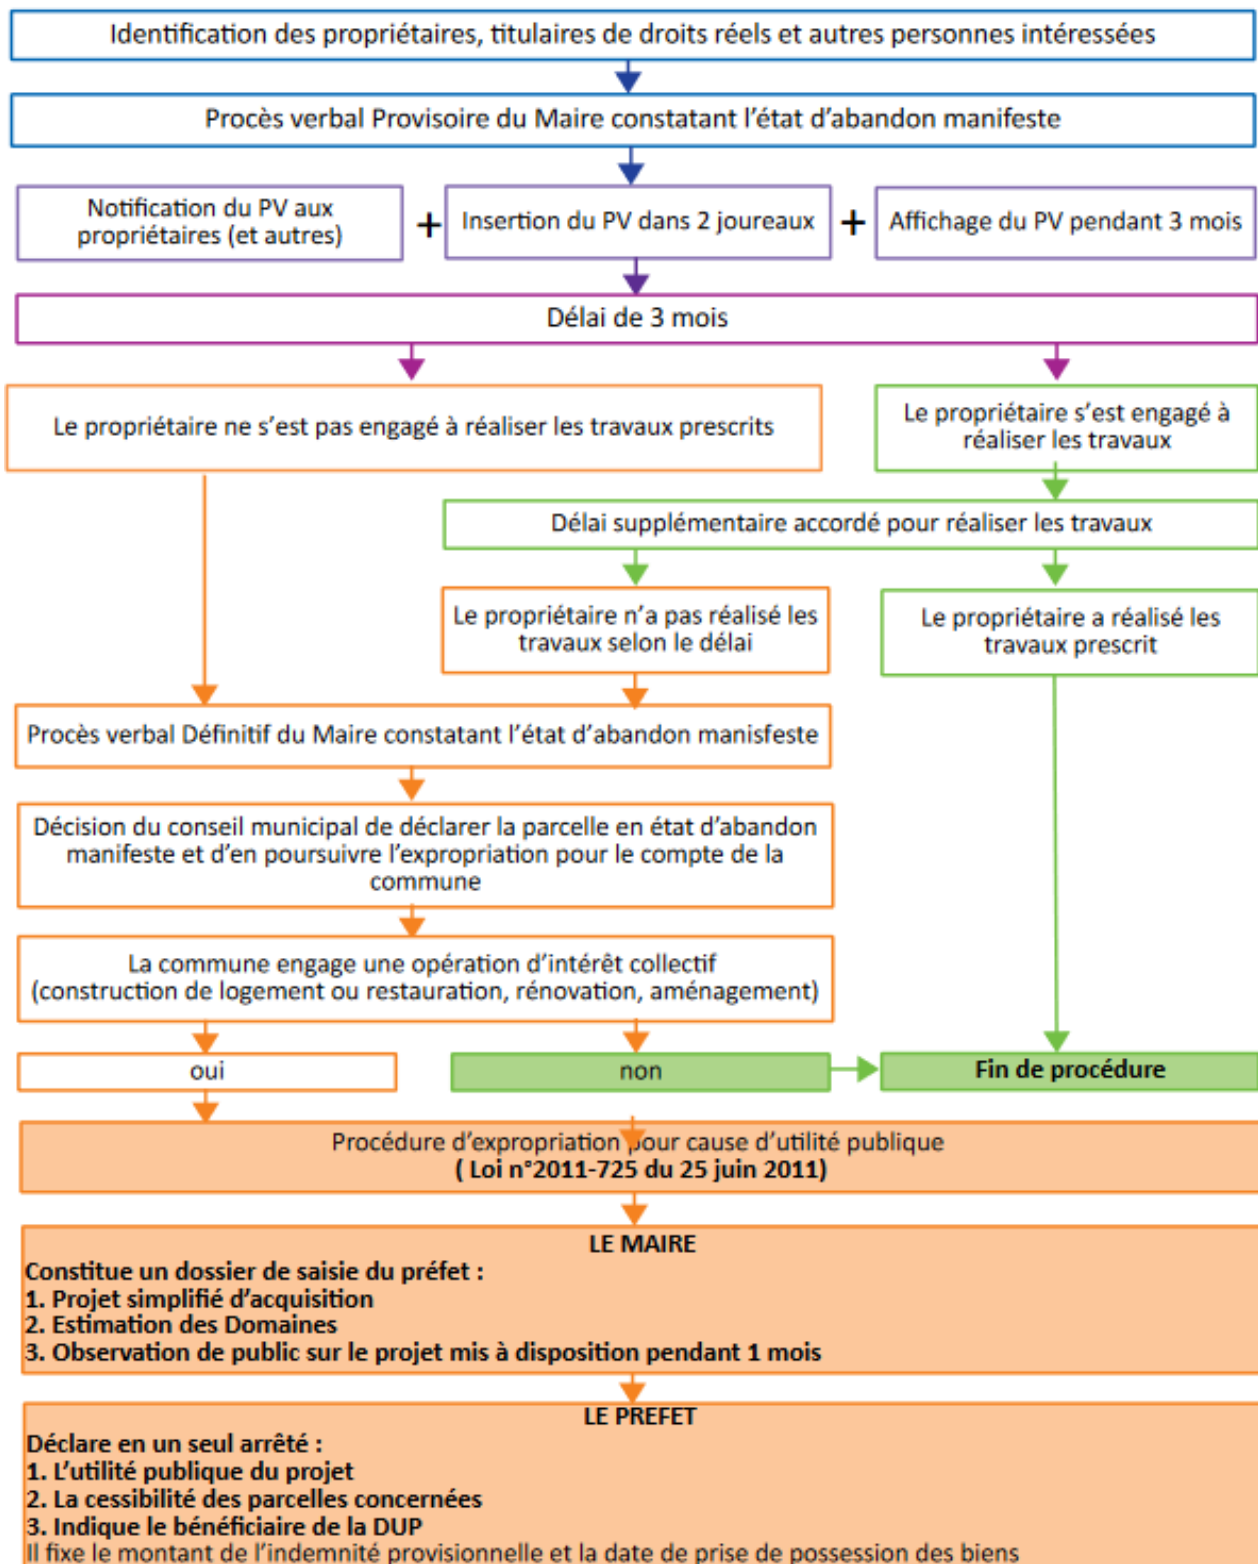 Identification des propriétaires, titulaires de droits réels et autres personnes intéressées
Procès verbal Provisoire du Maire constatant l'état d'abandon manifeste
Notification du PV aux
propriétaires (et autres)
+
Insertion du PV dans 2 joureaux
+
Affichage du PV pendant 3 mois
Délai de 3 mois
Le propriétaire ne s'est pas engagé à réaliser les travaux prescrits
Le propriétaire s'est engagé à
réaliser les travaux
Délai supplémentaire accordé pour réaliser les travaux
Le propriétaire n'a pas réalisé les
travaux selon le délai
Le propriétaire a réalisé les
travaux prescrit
Procès verbal Définitif du Maire constatant l'état d'abandon manisfeste
Décision du conseil municipal de déclarer la parcelle en état d'abandon
manifeste et d'en poursuivre l'expropriation pour le compte de la
commune
La commune engage une opération d'intérêt collectif
(construction de logement ou restauration, rénovation, aménagement)
oui
non
Fin de procédure
Procédure d'expropriation pour cause d'utilité publique
( Loi n°2011-725 du 25 juin 2011)
LE MAIRE
Constitue un dossier de saisie du préfet :
1. Projet simplifié d'acquisition
2. Estimation des Domaines
3. Observation de public sur le projet mis à disposition pendant 1 mois
LE PREFET
Déclare en un seul arrêté :
1. L'utilité publique du projet
2. La cessibilité des parcelles concernées
3. Indique le bénéficiaire de la DUP
Il fixe le montant de l'indemnité provisionnelle et la date de prise de possession des biens